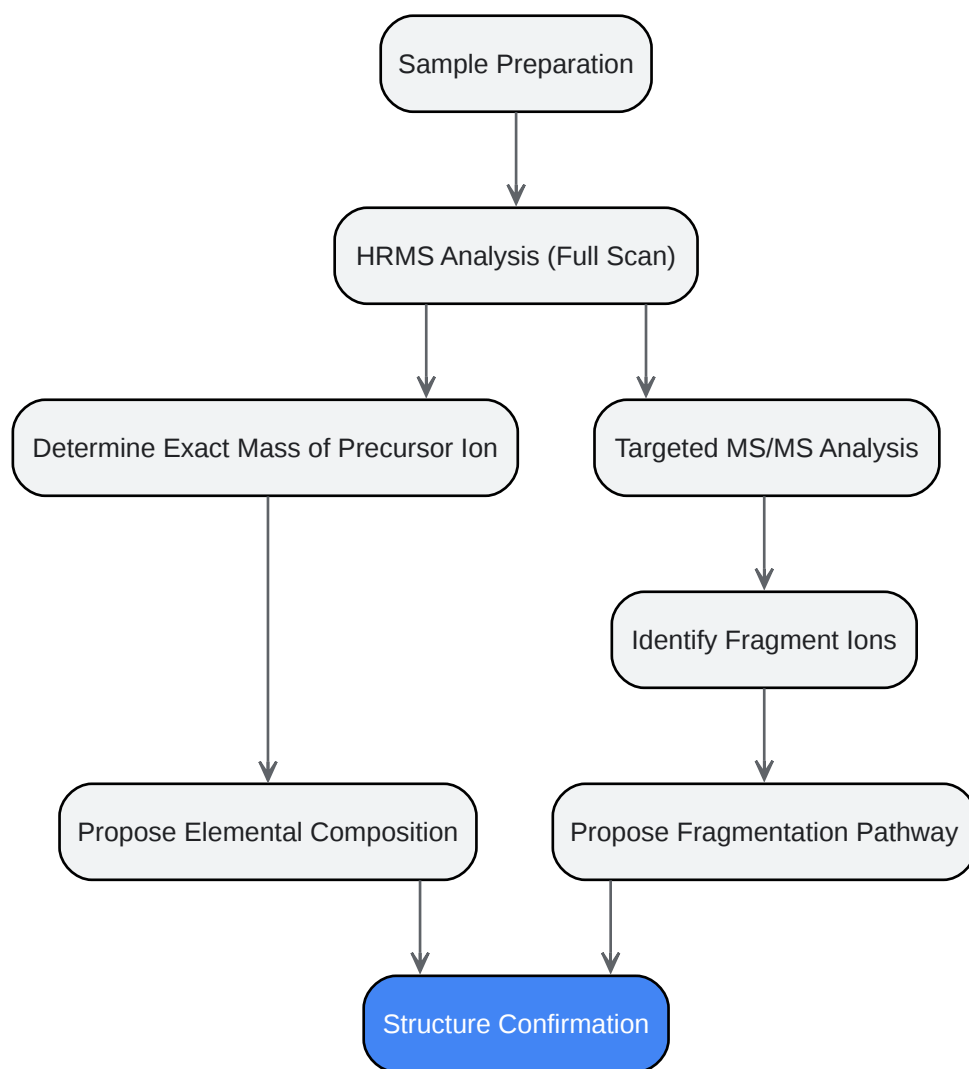 Sample Preparation
HRMS Analysis (Full Scan)
Determine Exact Mass of Precursor Ion
Targeted MS/MS Analysis
Identify Fragment Ions
Propose Elemental Composition
Propose Fragmentation Pathway
Structure Confirmation